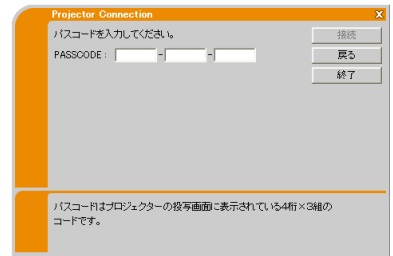 Projector Connection X
パスコードを入力してください。
接続
PASSCODE : - -
戻る
終了
パスコードはプロジェクターの投写画面に表示されている4桁×3組の
コードです。